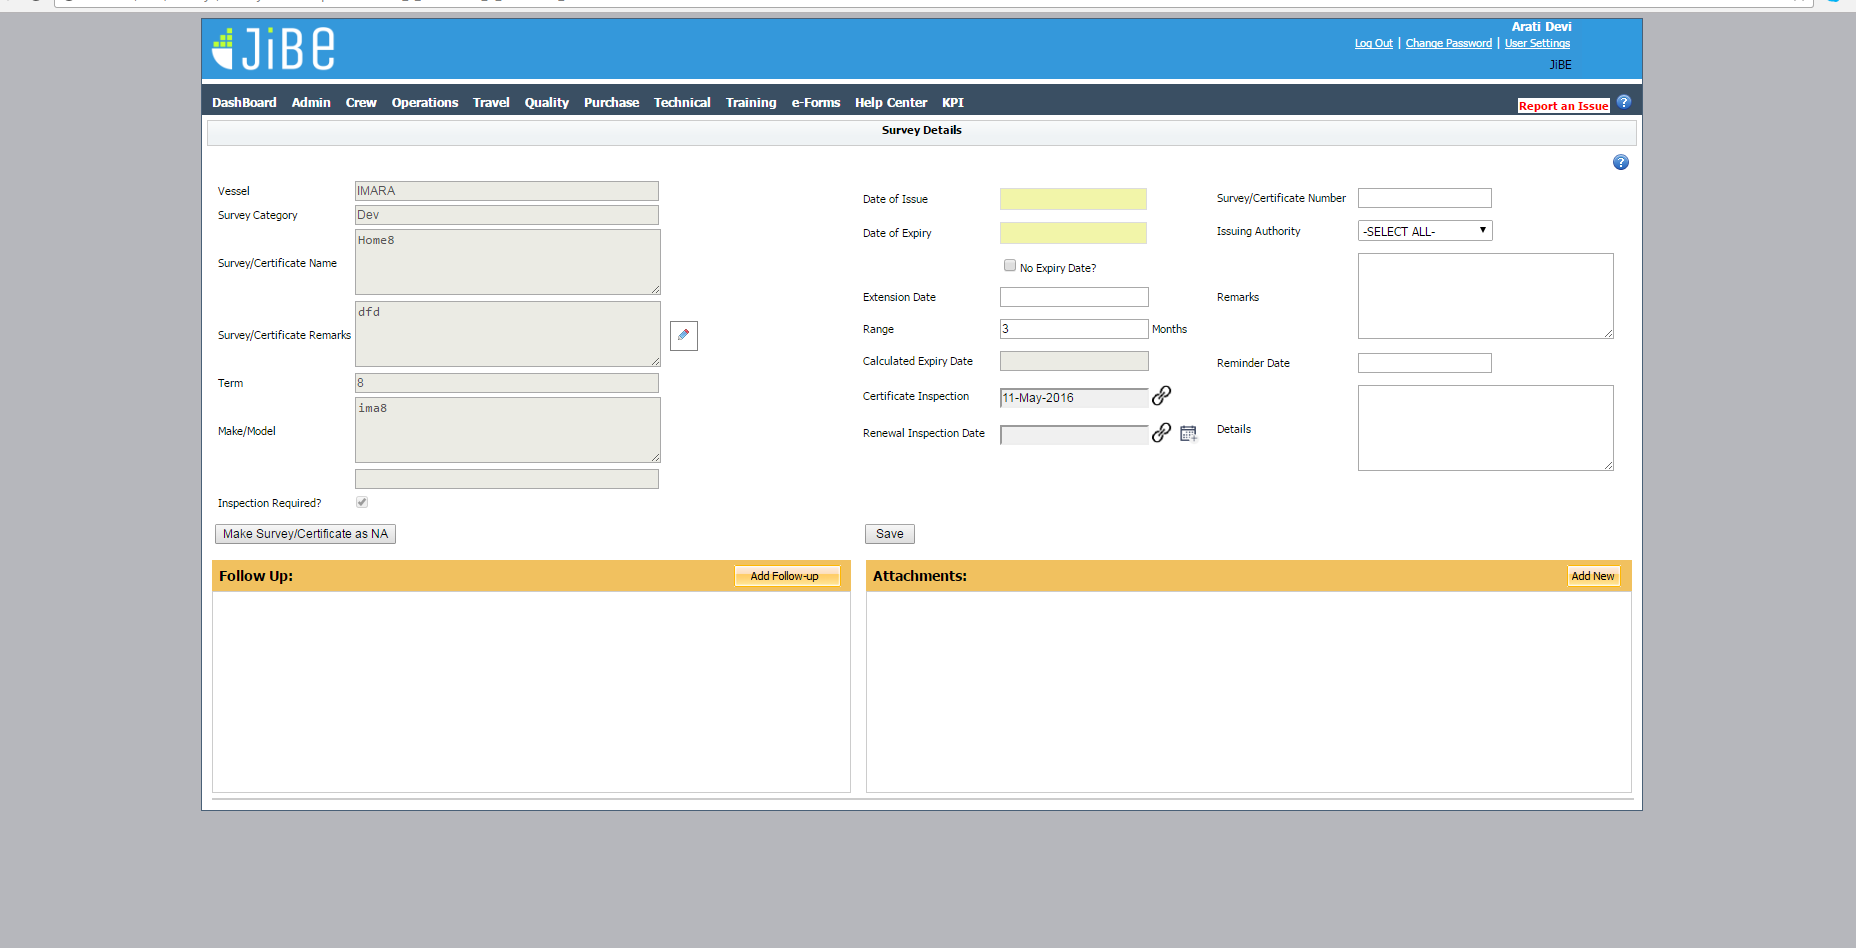 JiBE
Arati Devi
Log Out | Change Password | User Settings
JiBE
DashBoard Admin Crew Operations Travel Quality Purchase Technical Training e-Forms Help Center KPI
Report an Issue ?
Survey Details
?
Vessel IMARA
Survey Category Dev
Survey/Certificate Name Home8
Survey/Certificate Remarks dfd
Term 8
Make/Model ima8
Inspection Required?
Make Survey/Certificate as NA
Date of Issue
Date of Expiry
No Expiry Date?
Extension Date
Range 3 Months
Calculated Expiry Date
Certificate Inspection 11-May-2016
Renewal Inspection Date
Survey/Certificate Number
Issuing Authority -SELECT ALL-
Remarks
Reminder Date
Details
Save
Follow Up: Add Follow-up
Attachments: Add New